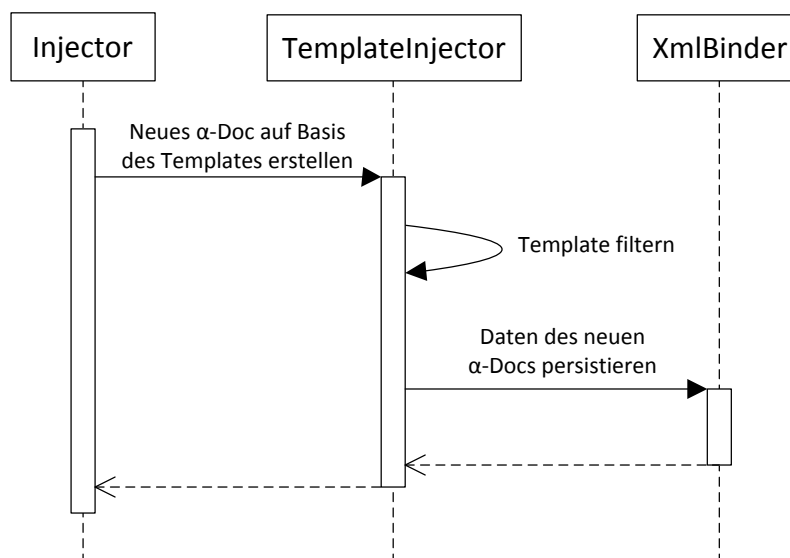 Injector
TemplateInjector
XmlBinder
Neues α-Doc auf Basis
des Templates erstellen
Template filtern
Daten des neuen
α-Docs persistieren